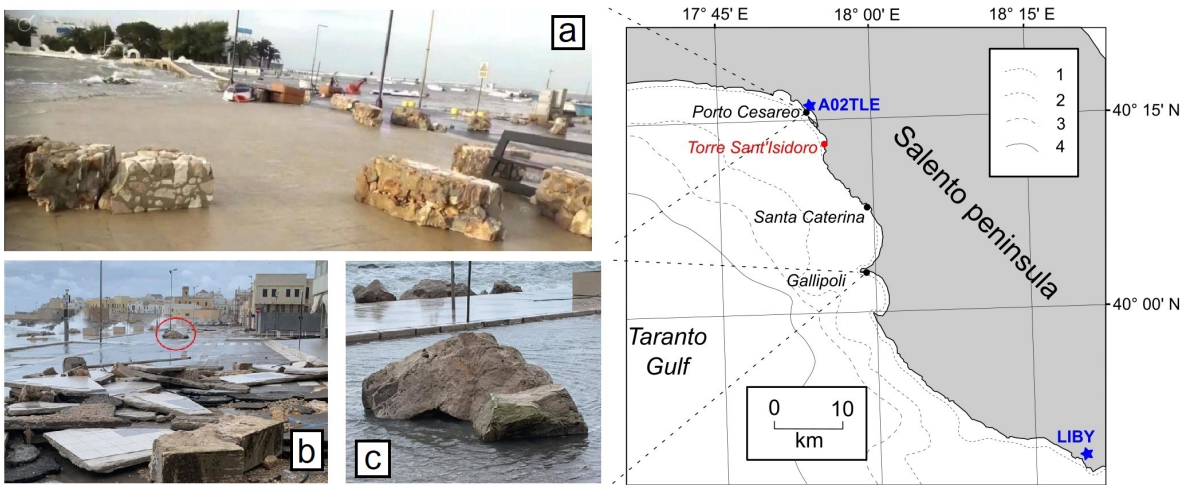 a
b
c
17° 45' E
18° 00' E
18° 15' E
1
2
3
4
A02TLE
Porto Cesareo
40° 15' N
Torre Sant'Isidoro
Salento peninsula
Santa Caterina
Gallipoli
40° 00' N
Taranto
Gulf
0 10
km
LIBY